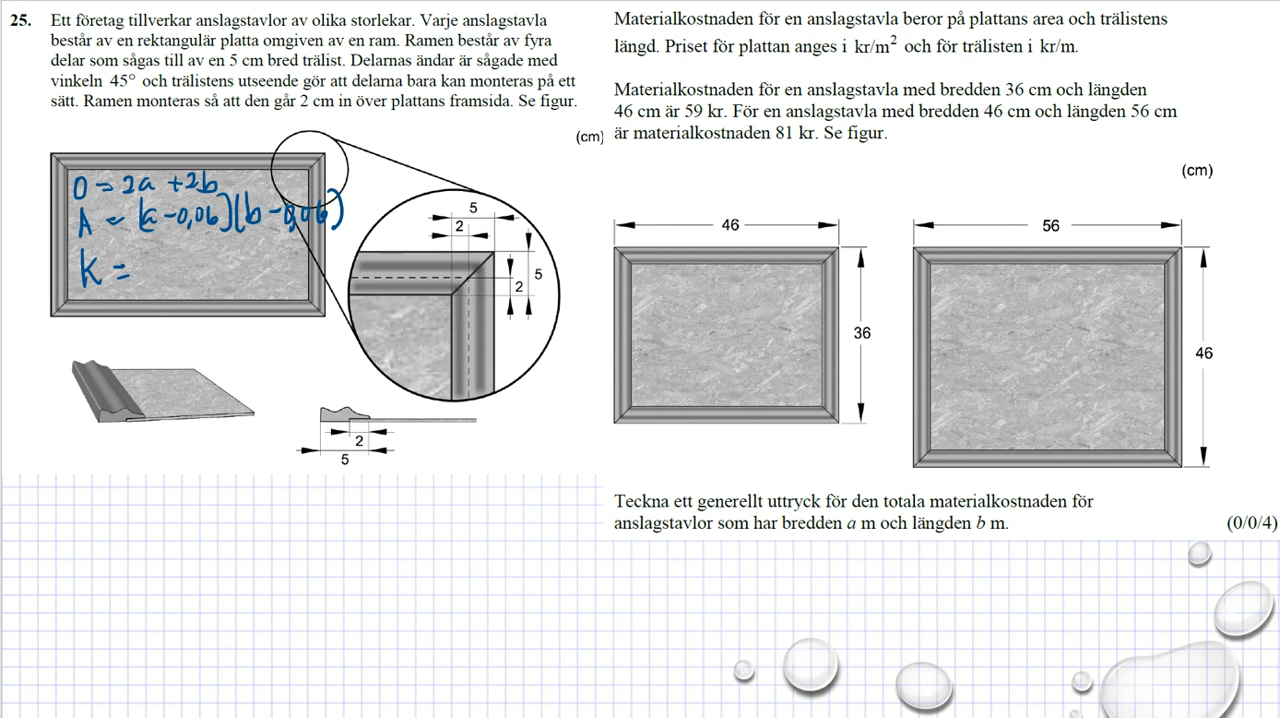 25. Ett företag tillverkar anslagstavlor av olika storlekar. Varje anslagstavla
består av en rektangulär platta omgiven av en ram. Ramen består av fyra
delar som sågas till av en 5 cm bred trälist. Delarnas ändar är sågade med
vinkeln 45° och trälistens utseende gör att delarna bara kan monteras på ett
sätt. Ramen monteras så att den går 2 cm in över plattans framsida. Se figur.
(cm)
O = 2a + 2b
A = (a - 0,06)(b - 0,06)
K =
5
2
5
2
2
5
Materialkostnaden för en anslagstavla beror på plattans area och trälistens
längd. Priset för plattan anges i kr/m² och för trälisten i kr/m.
Materialkostnaden för en anslagstavla med bredden 36 cm och längden
46 cm är 59 kr. För en anslagstavla med bredden 46 cm och längden 56 cm
är materialkostnaden 81 kr. Se figur.
(cm)
46
56
36
46
Teckna ett generellt uttryck för den totala materialkostnaden för
anslagstavlor som har bredden a m och längden b m.
(0/0/4)